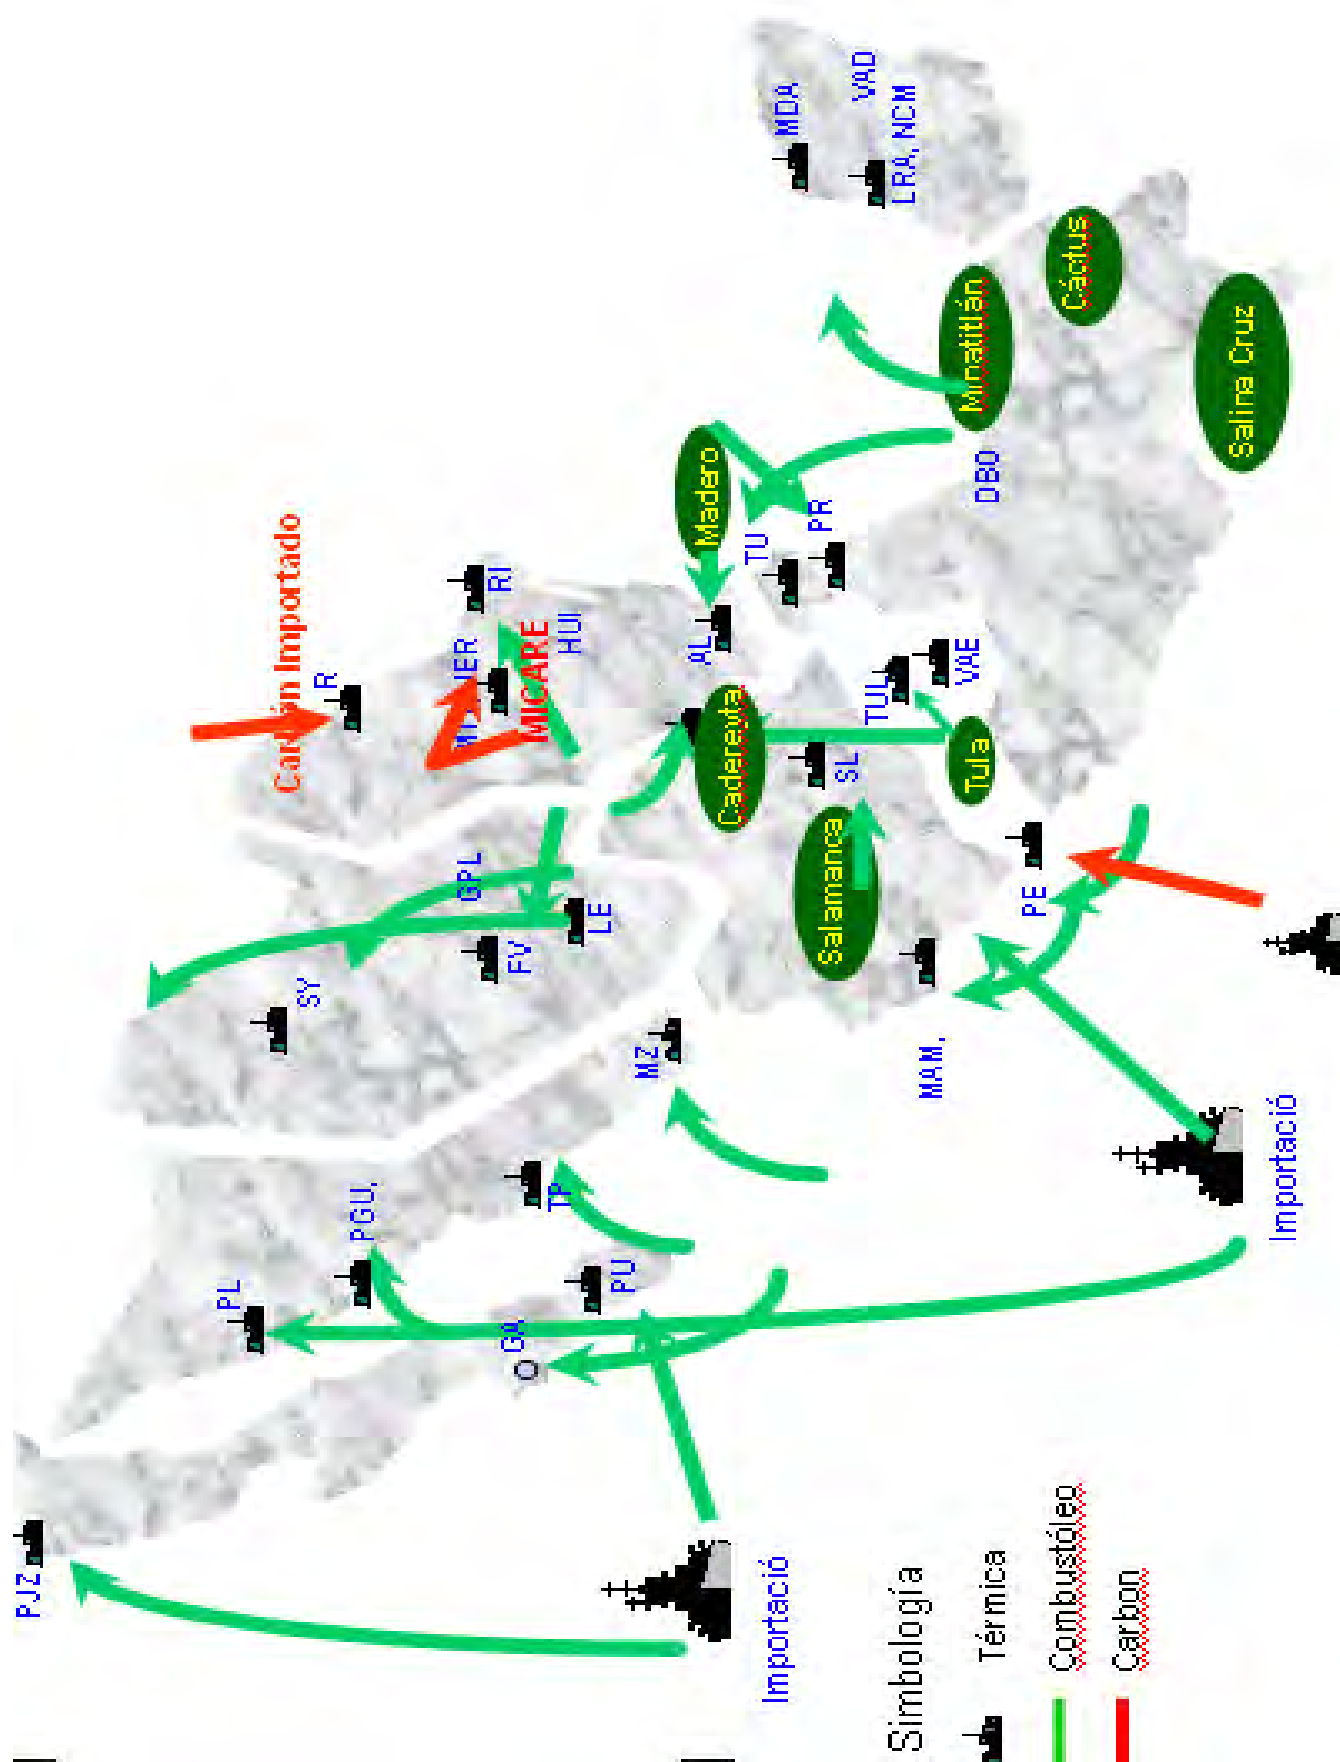 PJZ
PL
PGU,
GA
PU
TP
MZ
SY
FV
LE
GPL
Carbón Importado
R
MICARE
RI
HUI
AL
Cadereyta
Madero
TU
PR
SL
Salamanca
TUL
VAE
Tula
PE
MAM,
DBD
Minatitlán
Cáctus
Salina Cruz
MDA
VAD
LRA, NCM
Importació
Importació
Simbología
Térmica
Combustóleo
Carbon